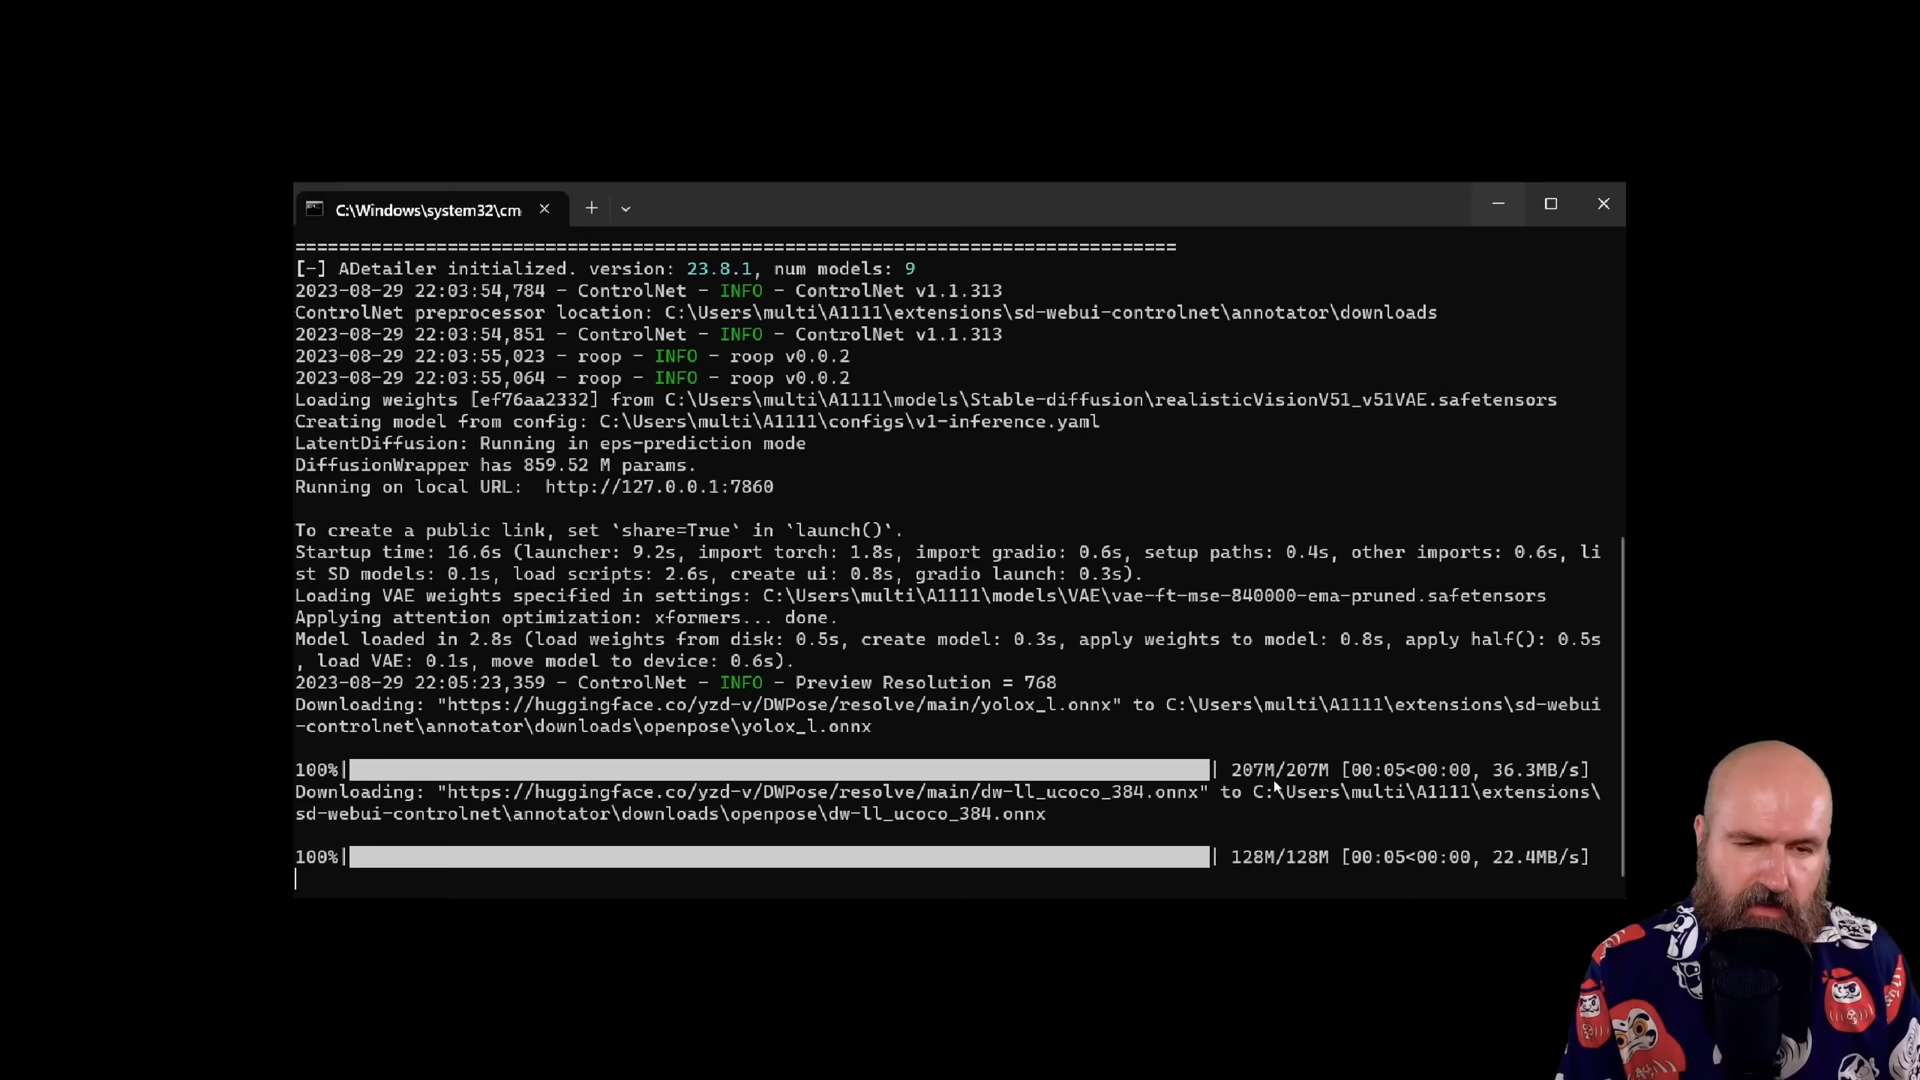 C:\Windows\system32\cm
================================================================================
[-] ADetailer initialized. version: 23.8.1, num models: 9
2023-08-29 22:03:54,784 - ControlNet - INFO - ControlNet v1.1.313
ControlNet preprocessor location: C:\Users\multi\A1111\extensions\sd-webui-controlnet\annotator\downloads
2023-08-29 22:03:54,851 - ControlNet - INFO - ControlNet v1.1.313
2023-08-29 22:03:55,023 - roop - INFO - roop v0.0.2
2023-08-29 22:03:55,064 - roop - INFO - roop v0.0.2
Loading weights [ef76aa2332] from C:\Users\multi\A1111\models\Stable-diffusion\realisticVisionV51_v51VAE.safetensors
Creating model from config: C:\Users\multi\A1111\configs\v1-inference.yaml
LatentDiffusion: Running in eps-prediction mode
DiffusionWrapper has 859.52 M params.
Running on local URL:  http://127.0.0.1:7860
To create a public link, set `share=True` in `launch()`.
Startup time: 16.6s (launcher: 9.2s, import torch: 1.8s, import gradio: 0.6s, setup paths: 0.4s, other imports: 0.6s, li
st SD models: 0.1s, load scripts: 2.6s, create ui: 0.8s, gradio launch: 0.3s).
Loading VAE weights specified in settings: C:\Users\multi\A1111\models\VAE\vae-ft-mse-840000-ema-pruned.safetensors
Applying attention optimization: xformers... done.
Model loaded in 2.8s (load weights from disk: 0.5s, create model: 0.3s, apply weights to model: 0.8s, apply half(): 0.5s
, load VAE: 0.1s, move model to device: 0.6s).
2023-08-29 22:05:23,359 - ControlNet - INFO - Preview Resolution = 768
Downloading: "https://huggingface.co/yzd-v/DWPose/resolve/main/yolox_l.onnx" to C:\Users\multi\A1111\extensions\sd-webui
-controlnet\annotator\downloads\openpose\yolox_l.onnx
100%| | 207M/207M [00:05<00:00, 36.3MB/s]
Downloading: "https://huggingface.co/yzd-v/DWPose/resolve/main/dw-ll_ucoco_384.onnx" to C:\Users\multi\A1111\extensions\
sd-webui-controlnet\annotator\downloads\openpose\dw-ll_ucoco_384.onnx
100%| | 128M/128M [00:05<00:00, 22.4MB/s]